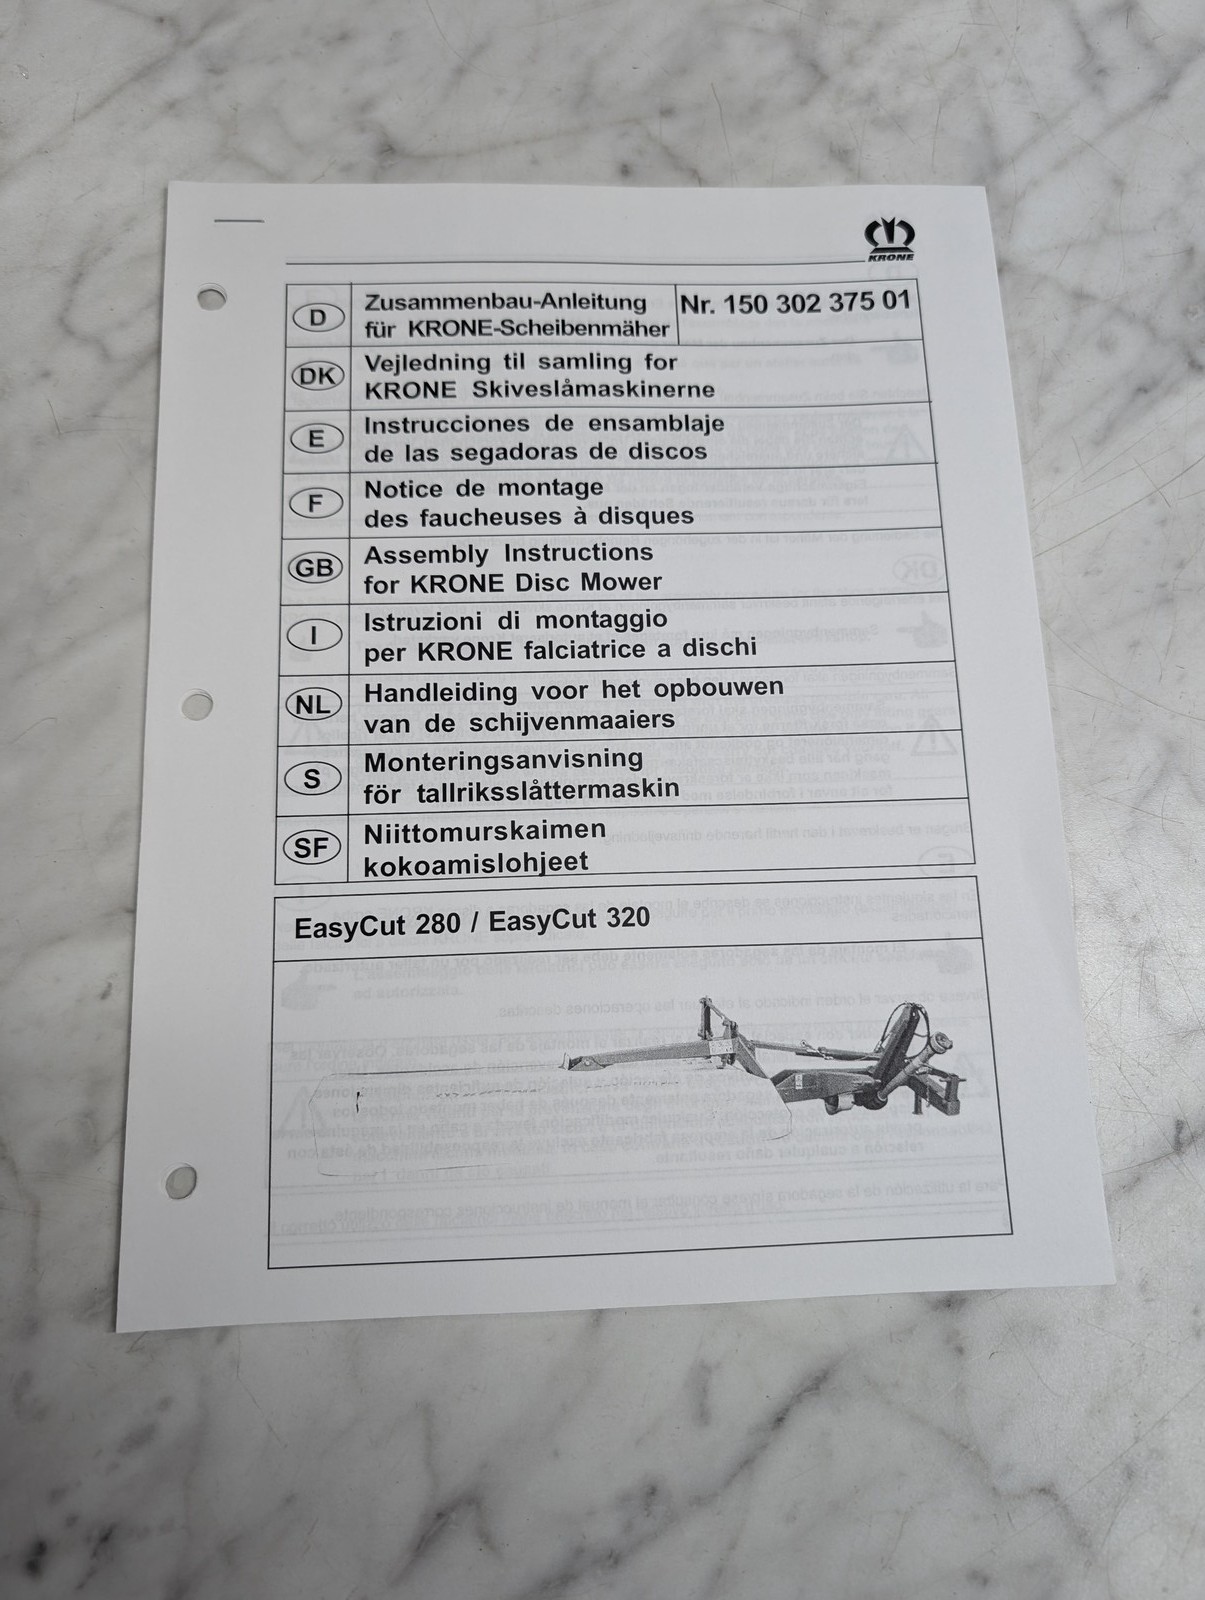 KRONE
D
Zusammenbau-Anleitung
für KRONE-Scheibenmäher
Nr. 150 302 375 01
DK
Vejledning til samling for
KRONE Skiveslåmaskinerne
E
Instrucciones de ensamblaje
de las segadoras de discos
F
Notice de montage
des faucheuses à disques
GB
Assembly Instructions
for KRONE Disc Mower
I
Istruzioni di montaggio
per KRONE falciatrice a dischi
NL
Handleiding voor het opbouwen
van de schijvenmaaiers
S
Monteringsanvisning
för tallriksslåttermaskin
SF
Niittomurskaimen
kokoamislohjeet
EasyCut 280 / EasyCut 320